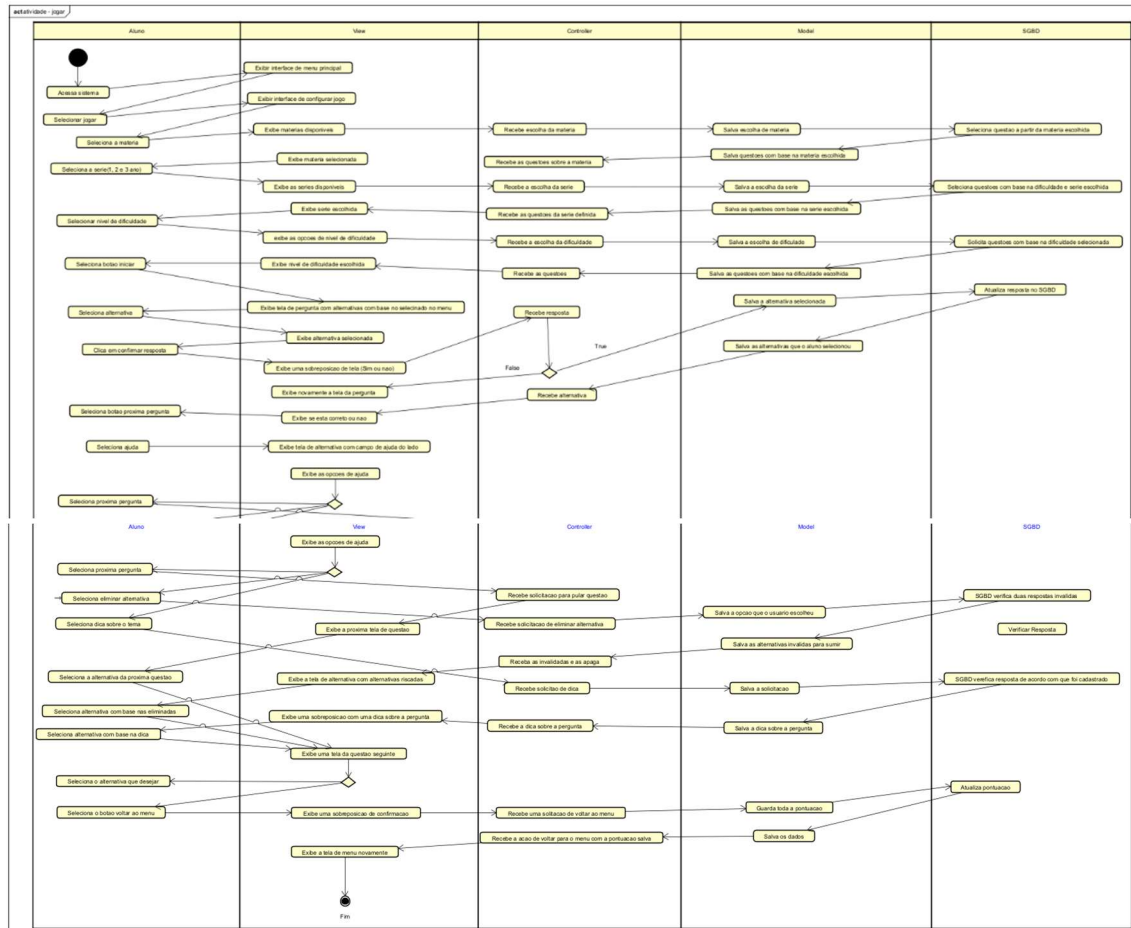 act atividade - jogar
Aluno
View
Controller
Model
SGBD
Exibir interface de menu principal
Acessa sistema
Exibir interface de configurar jogo
Selecionar jogar
Exibe materias disponiveis
Recebe escolha da materia
Salva escolha de materia
Seleciona questao a partir da materia escolhida
Seleciona a materia
Exibe materia selecionada
Recebe as questoes sobre a materia
Salva questoes com base na materia escolhida
Seleciona a serie(1, 2 e 3 ano)
Exibe as series disponiveis
Recebe a escolha da serie
Salva a escolha da serie
Seleciona questoes com base na dificuldade e serie escolhida
Exibe serie escolhida
Recebe as questoes da serie definida
Salva as questoes com base na serie escolhida
Selecionar nivel de dificuldade
exibe as opcoes de nivel de dificuldade
Recebe a escolha da dificuldade
Salva a escolha de dificulade
Solicita questoes com base na dificuldade selecionada
Seleciona botao iniciar
Exibe nivel de dificuldade escolhida
Recebe as questoes
Salva as questoes com base na dificuldade escolhida
Atualiza resposta no SGBD
Salva a alternativa selecionada
Exibe tela de pergunta com alternativas com base no selecinado no menu
Recebe resposta
Seleciona alternativa
Exibe alternativa selecionada
True
Salva as alternativas que o aluno selecionou
Clica em confirmar resposta
Exibe uma sobreposicao de tela (Sim ou nao)
False
Exibe novamente a tela da pergunta
Recebe alternativa
Seleciona botao proxima pergunta
Exibe se esta correto ou nao
Seleciona ajuda
Exibe tela de alternativa com campo de ajuda do lado
Exibe as opcoes de ajuda
Seleciona proxima pergunta
Aluno
View
Controller
Model
SGBD
Exibe as opcoes de ajuda
Seleciona proxima pergunta
Seleciona eliminar alternativa
Recebe solicitacao para pular questao
SGBD verifica duas respostas invalidas
Salva a opcao que o usuario escolheu
Seleciona dica sobre o tema
Exibe a proxima tela de questao
Recebe solicitacao de eliminar alternativa
Verificar Resposta
Salva as alternativas invalidas para sumir
Recebe as invalidadas e as apaga
Seleciona a alternativa da proxima questao
Exibe a tela de alternativa com alternativas riscadas
Recebe solicitao de dica
Salva a solicitacao
SGBD verefica resposta de acordo com que foi cadastrado
Seleciona alternativa com base nas eliminadas
Exibe uma sobreposicao com uma dica sobre a pergunta
Recebe a dica sobre a pergunta
Salva a dica sobre a pergunta
Seleciona alternativa com base na dica
Exibe uma tela da questao seguinte
Seleciona o alternativa que desejar
Atualiza pontuacao
Seleciona o botao voltar ao menu
Exibe uma sobreposicao de confirmacao
Recebe uma solitacao de voltar ao menu
Guarda toda a pontuacao
Recebe a acao de voltar para o menu com a pontuacao salva
Salva os dados
Exibe a tela de menu novamente
Fim